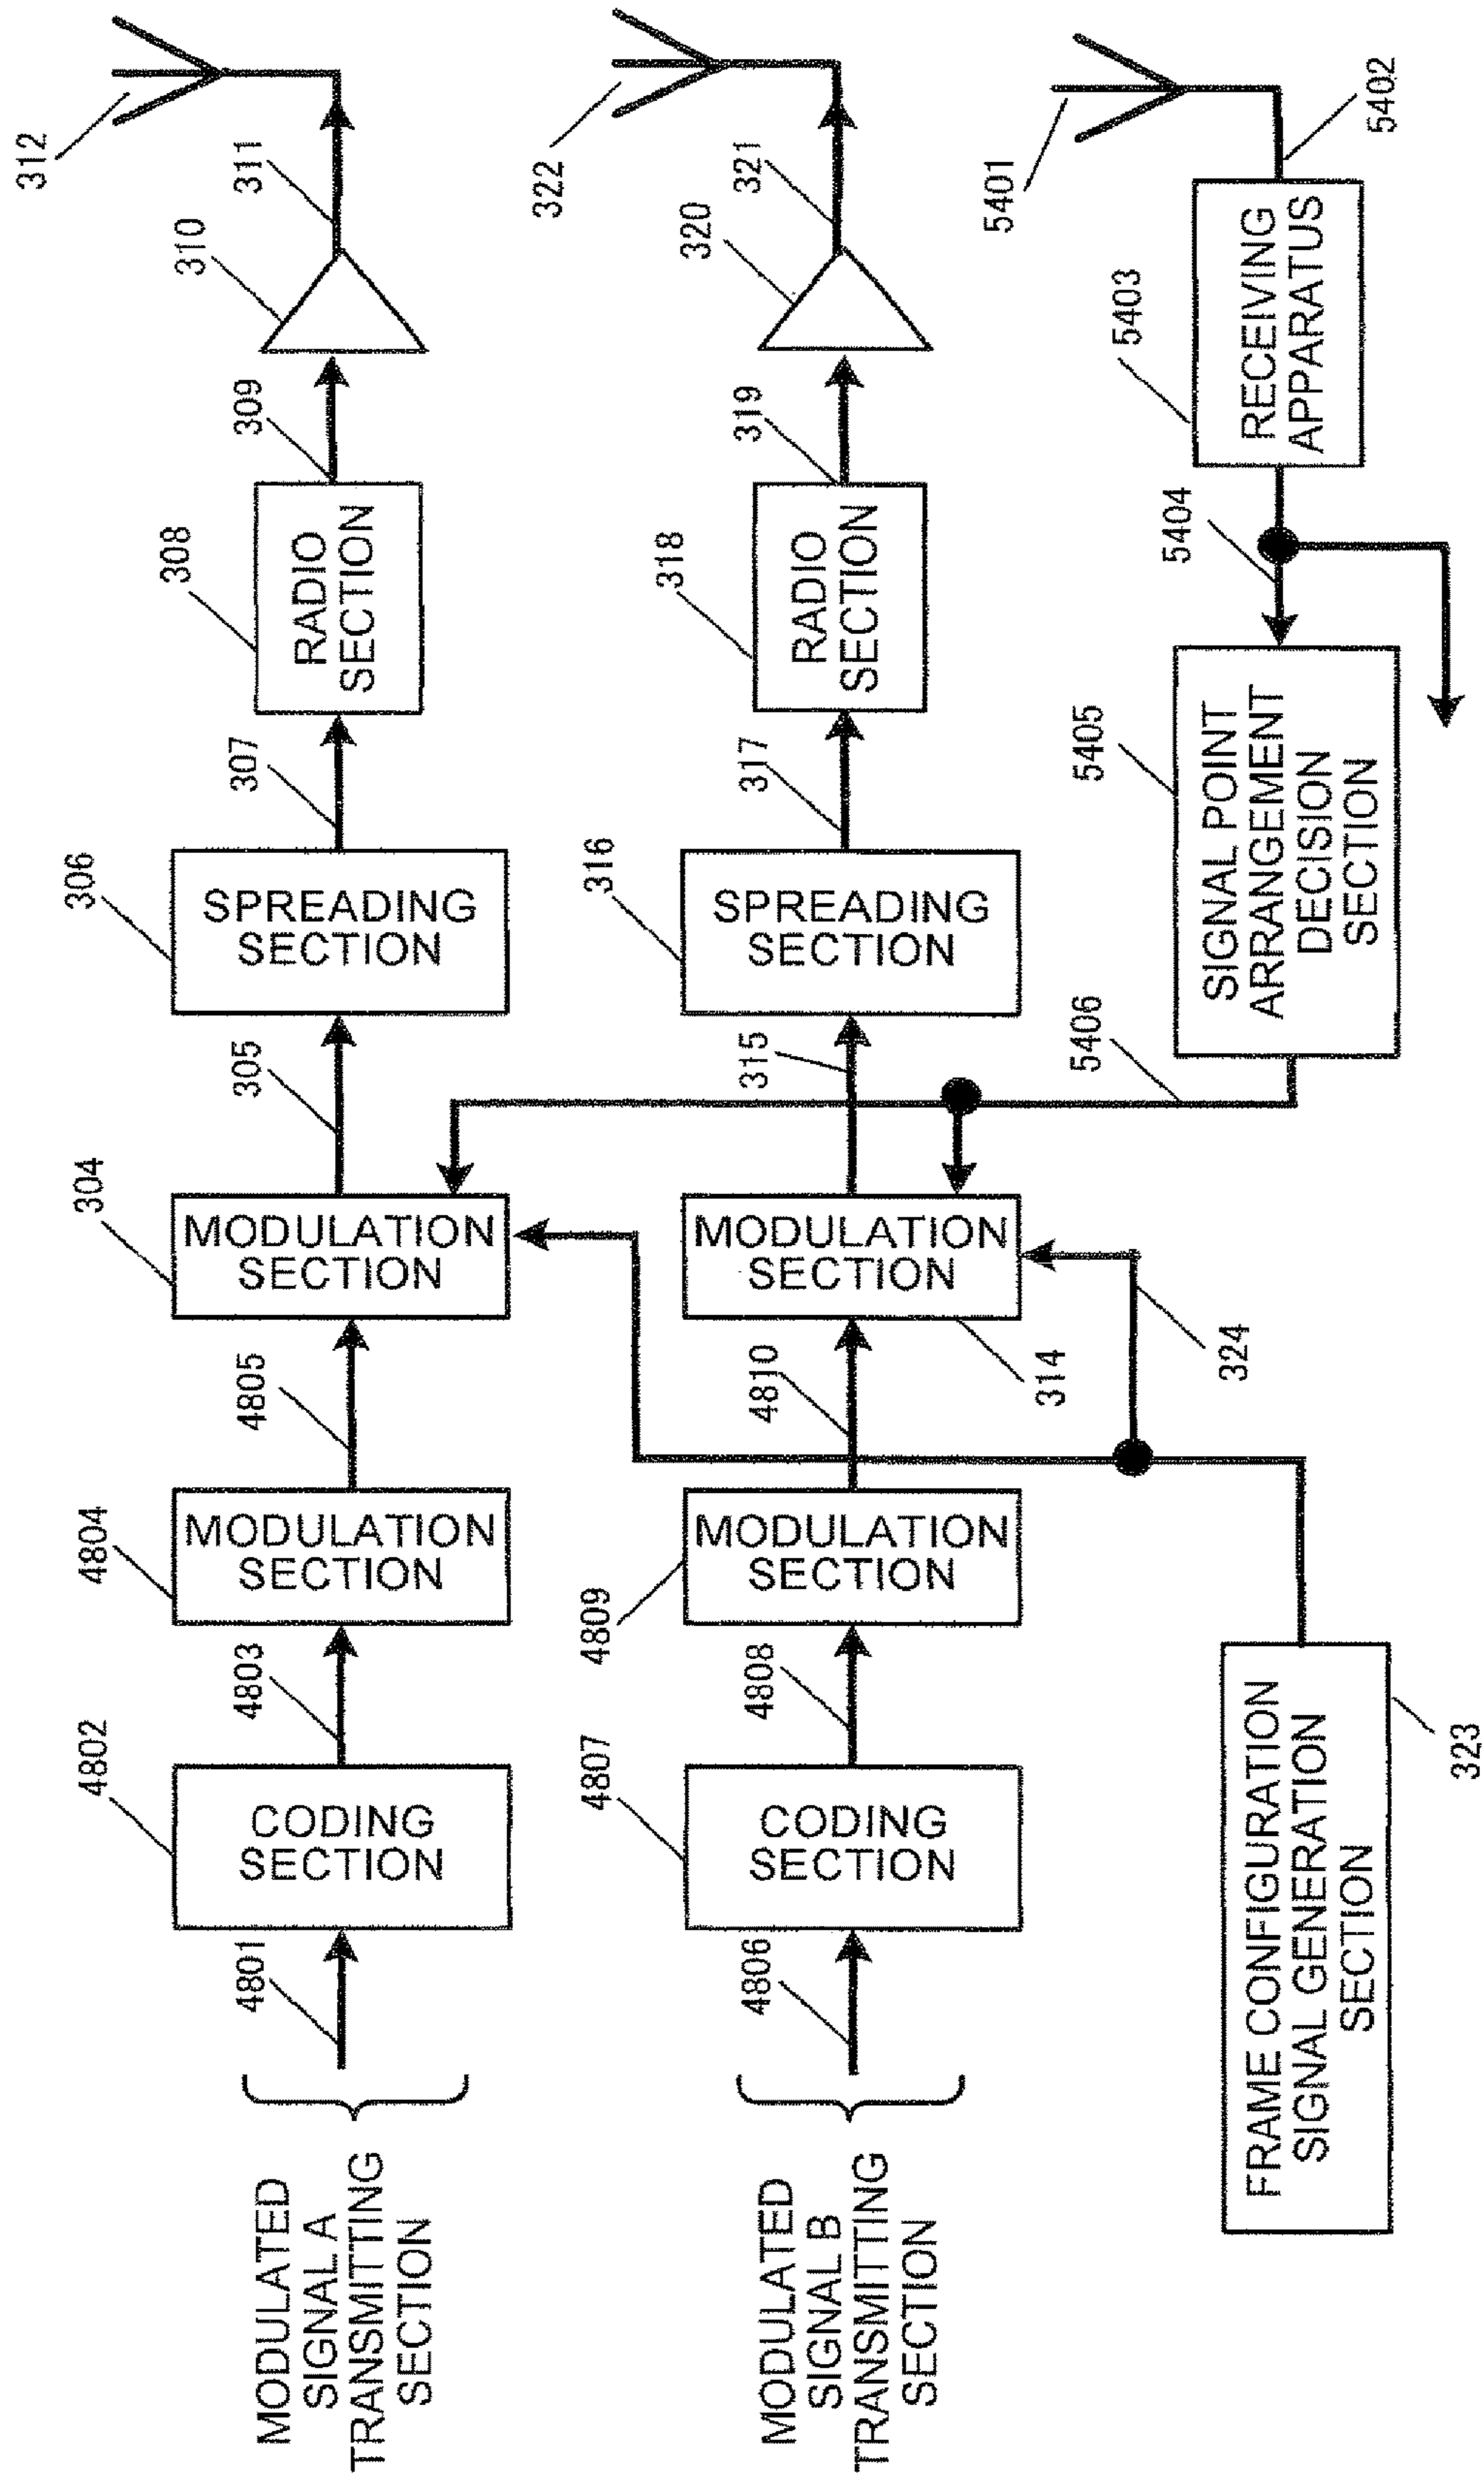 MODULATED
SIGNAL A
TRANSMITTING
SECTION
4801
4802
CODING
SECTION
4803
4804
MODULATION
SECTION
4805
304
MODULATION
SECTION
305
306
SPREADING
SECTION
307
308
RADIO
SECTION
309
310
311
312
MODULATED
SIGNAL B
TRANSMITTING
SECTION
4806
4807
CODING
SECTION
4808
4809
MODULATION
SECTION
4810
314
MODULATION
SECTION
315
316
SPREADING
SECTION
317
318
RADIO
SECTION
319
320
321
322
FRAME CONFIGURATION
SIGNAL GENERATION
SECTION
323
324
5406
5405
SIGNAL POINT
ARRANGEMENT
DECISION
SECTION
5404
5403
RECEIVING
APPARATUS
5402
5401